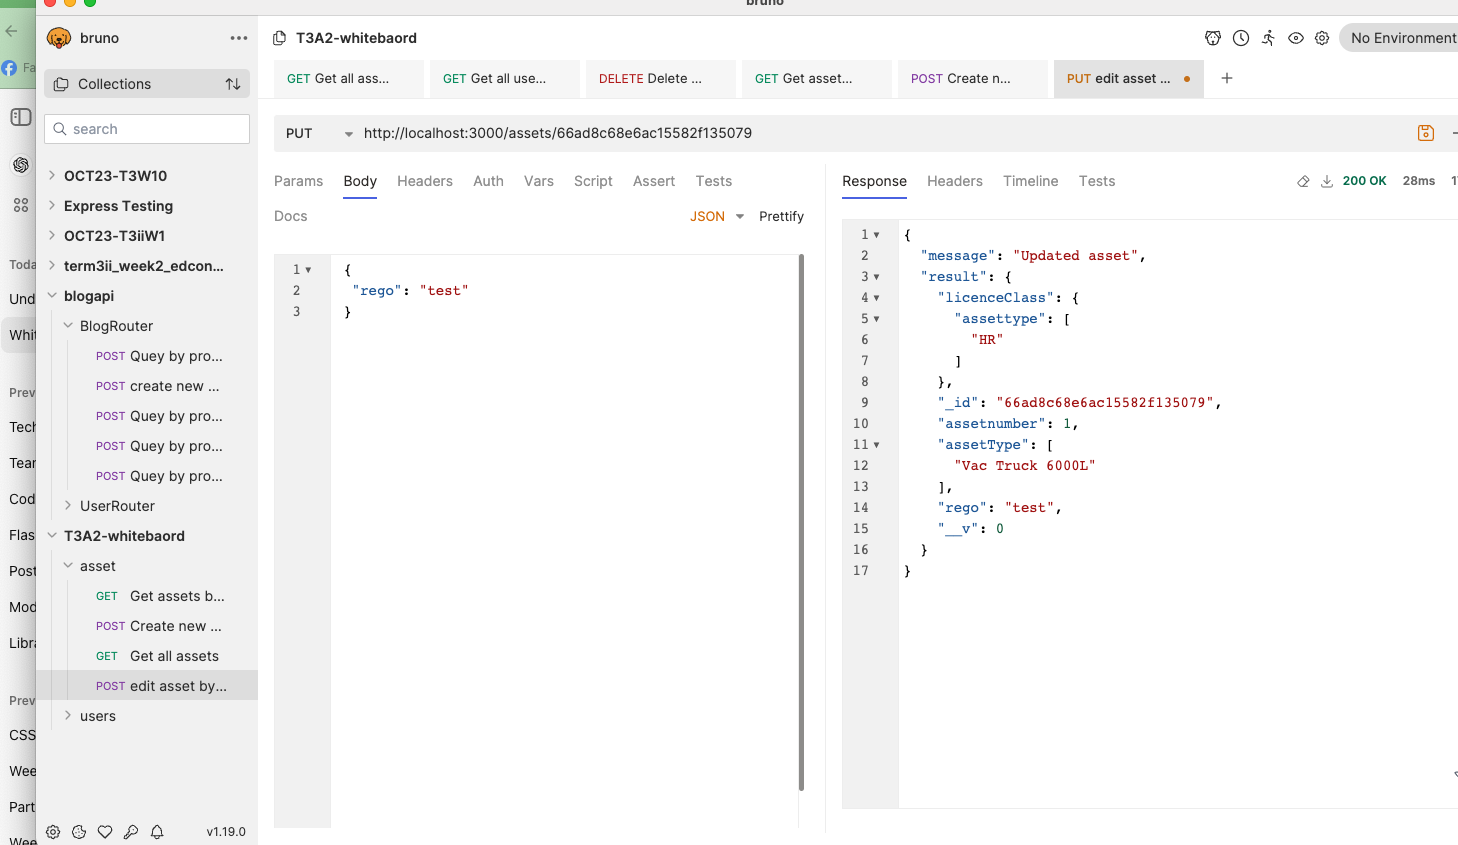 bruno
bruno
T3A2-whitebaord
No Environment
Fa
Collections
GET Get all ass...
GET Get all use...
DELETE Delete ...
GET Get asset...
POST Create n...
PUT edit asset ...
search
PUT
http://localhost:3000/assets/66ad8c68e6ac15582f135079
OCT23-T3W10
Express Testing
OCT23-T3iiW1
term3ii_week2_edcon...
blogapi
BlogRouter
POST Quey by pro...
POST create new ...
POST Quey by pro...
POST Quey by pro...
POST Quey by pro...
UserRouter
T3A2-whitebaord
asset
GET Get assets b...
POST Create new ...
GET Get all assets
POST edit asset by...
users
v1.19.0
Toda
Und
Whit
Prev
Tech
Tear
Cod
Flas
Post
Mod
Libra
Prev
CSS
Wee
Part
Wee
Params Body Headers Auth Vars Script Assert Tests
Docs
JSON
Prettify
1 {
2 "rego": "test"
3 }
Response Headers Timeline Tests
200 OK 28ms
1 {
2 "message": "Updated asset",
3 "result": {
4 "licenceClass": {
5 "assettype": [
6 "HR"
7 ]
8 },
9 "_id": "66ad8c68e6ac15582f135079",
10 "assetnumber": 1,
11 "assetType": [
12 "Vac Truck 6000L"
13 ],
14 "rego": "test",
15 "__v": 0
16 }
17 }